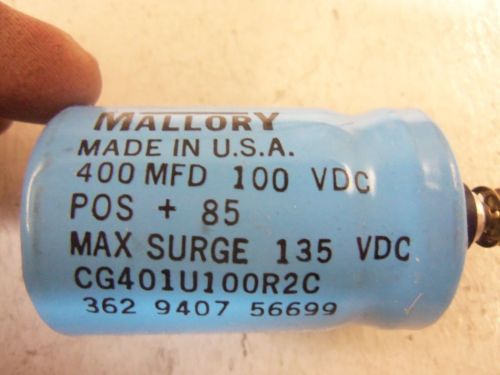 MALLORY
MADE IN U.S.A.
400 MFD 100 VDC
POS + 85
MAX SURGE 135 VDC
CG401U100R2C
362 9407 56699